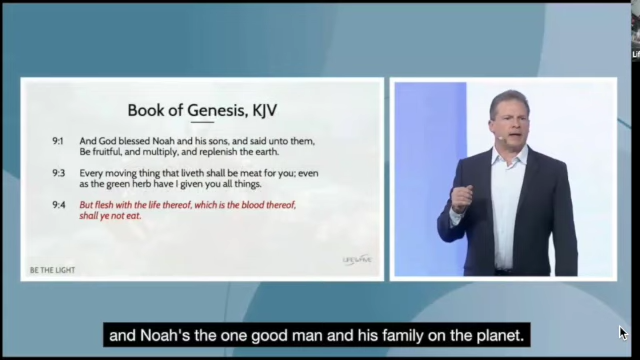 Book of Genesis, KJV
9:1 And God blessed Noah and his sons, and said unto them,
Be fruitful, and multiply, and replenish the earth.
9:3 Every moving thing that liveth shall be meat for you; even
as the green herb have I given you all things.
9:4 But flesh with the life thereof, which is the blood thereof,
shall ye not eat.
BE THE LIGHT
LIFEWAVE
and Noah's the one good man and his family on the planet.